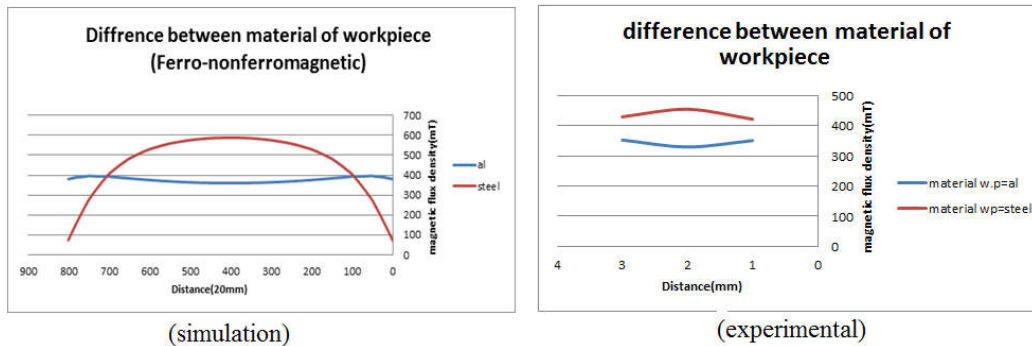 Diffrence between material of workpiece
(Ferro-nonferromagnetic)
700
600
500
400
300
200
100
0
magnetic flux density(mT)
al
steel
900 800 700 600 500 400 300 200 100 0
Distance(20mm)
(simulation)
difference between material of
workpiece
500
400
300
200
100
0
magnetic flux density(mT)
material w.p=al
material wp=steel
4 3 2 1 0
Distance(mm)
(experimental)